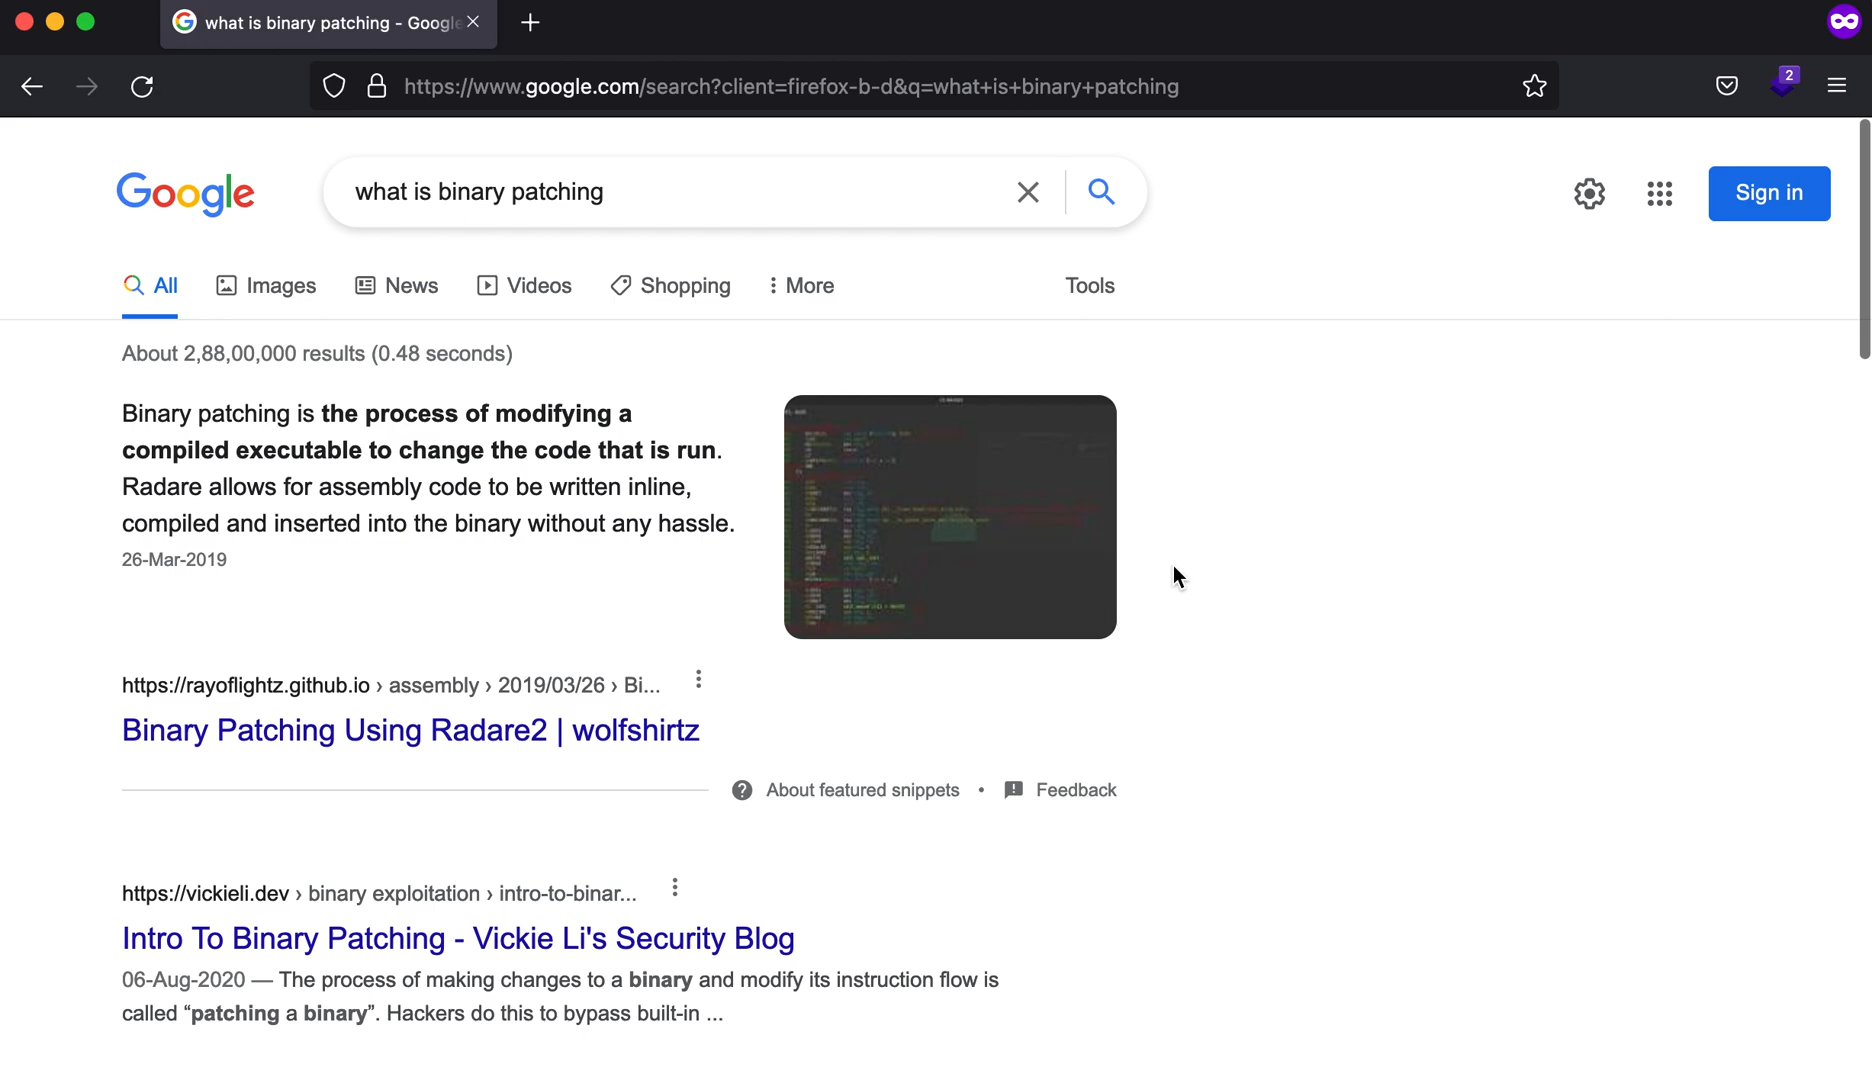 what is binary patching - Google
2
https://www.google.com/search?client=firefox-b-d&q=what+is+binary+patching
Google
what is binary patching
Sign in
All
Images
News
Videos
Shopping
More
Tools
About 2,88,00,000 results (0.48 seconds)
Binary patching is the process of modifying a
compiled executable to change the code that is run.
Radare allows for assembly code to be written inline,
compiled and inserted into the binary without any hassle.
26-Mar-2019
https://rayoflightz.github.io › assembly › 2019/03/26 › Bi...
Binary Patching Using Radare2 | wolfshirtz
About featured snippets • Feedback
https://vickieli.dev › binary exploitation › intro-to-binar...
Intro To Binary Patching - Vickie Li's Security Blog
06-Aug-2020 — The process of making changes to a binary and modify its instruction flow is
called “patching a binary”. Hackers do this to bypass built-in ...